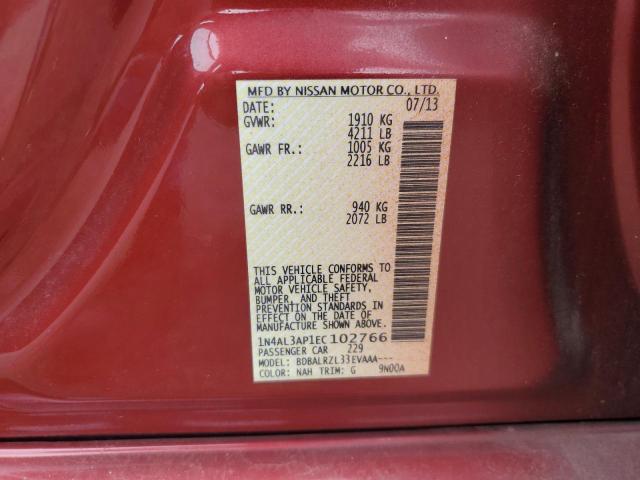 MFD BY NISSAN MOTOR CO., LTD.
DATE: 07/13
GVWR: 1910 KG
4211 LB
GAWR FR.: 1005 KG
2216 LB
GAWR RR.: 940 KG
2072 LB
THIS VEHICLE CONFORMS TO
ALL APPLICABLE FEDERAL
MOTOR VEHICLE SAFETY,
BUMPER, AND THEFT
PREVENTION STANDARDS IN
EFFECT ON THE DATE OF
MANUFACTURE SHOWN ABOVE.
1N4AL3AP1EC102766
PASSENGER CAR 229
MODEL: BDBALRZL33EVAAA---
COLOR: NAH TRIM: G 9N00A